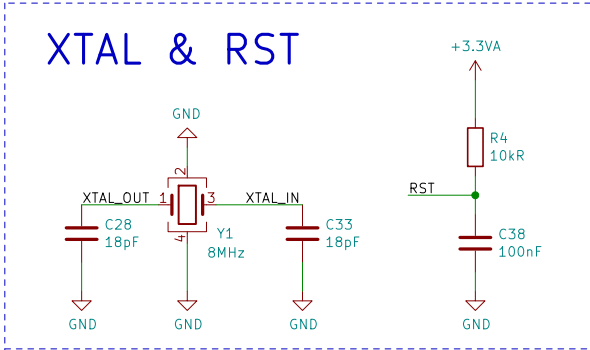 XTAL & RST
+3.3VA
GND
R4
10kR
2
RST
XTAL_OUT
1
3
XTAL_IN
C28
18pF
Y1
8MHz
4
C33
18pF
C38
100nF
GND
GND
GND
GND